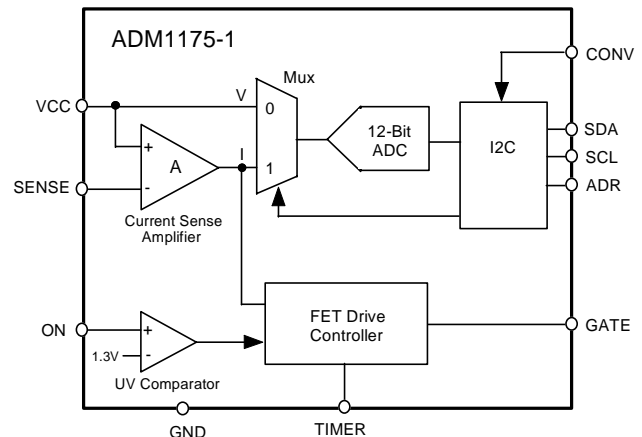 ADM1175-1
CONV
Mux
V
VCC
0
12-Bit
ADC
I2C
SDA
+
A
I
1
SCL
SENSE
-
ADR
Current Sense
Amplifier
FET Drive
Controller
GATE
ON
+
1.3V
-
UV Comparator
GND
TIMER